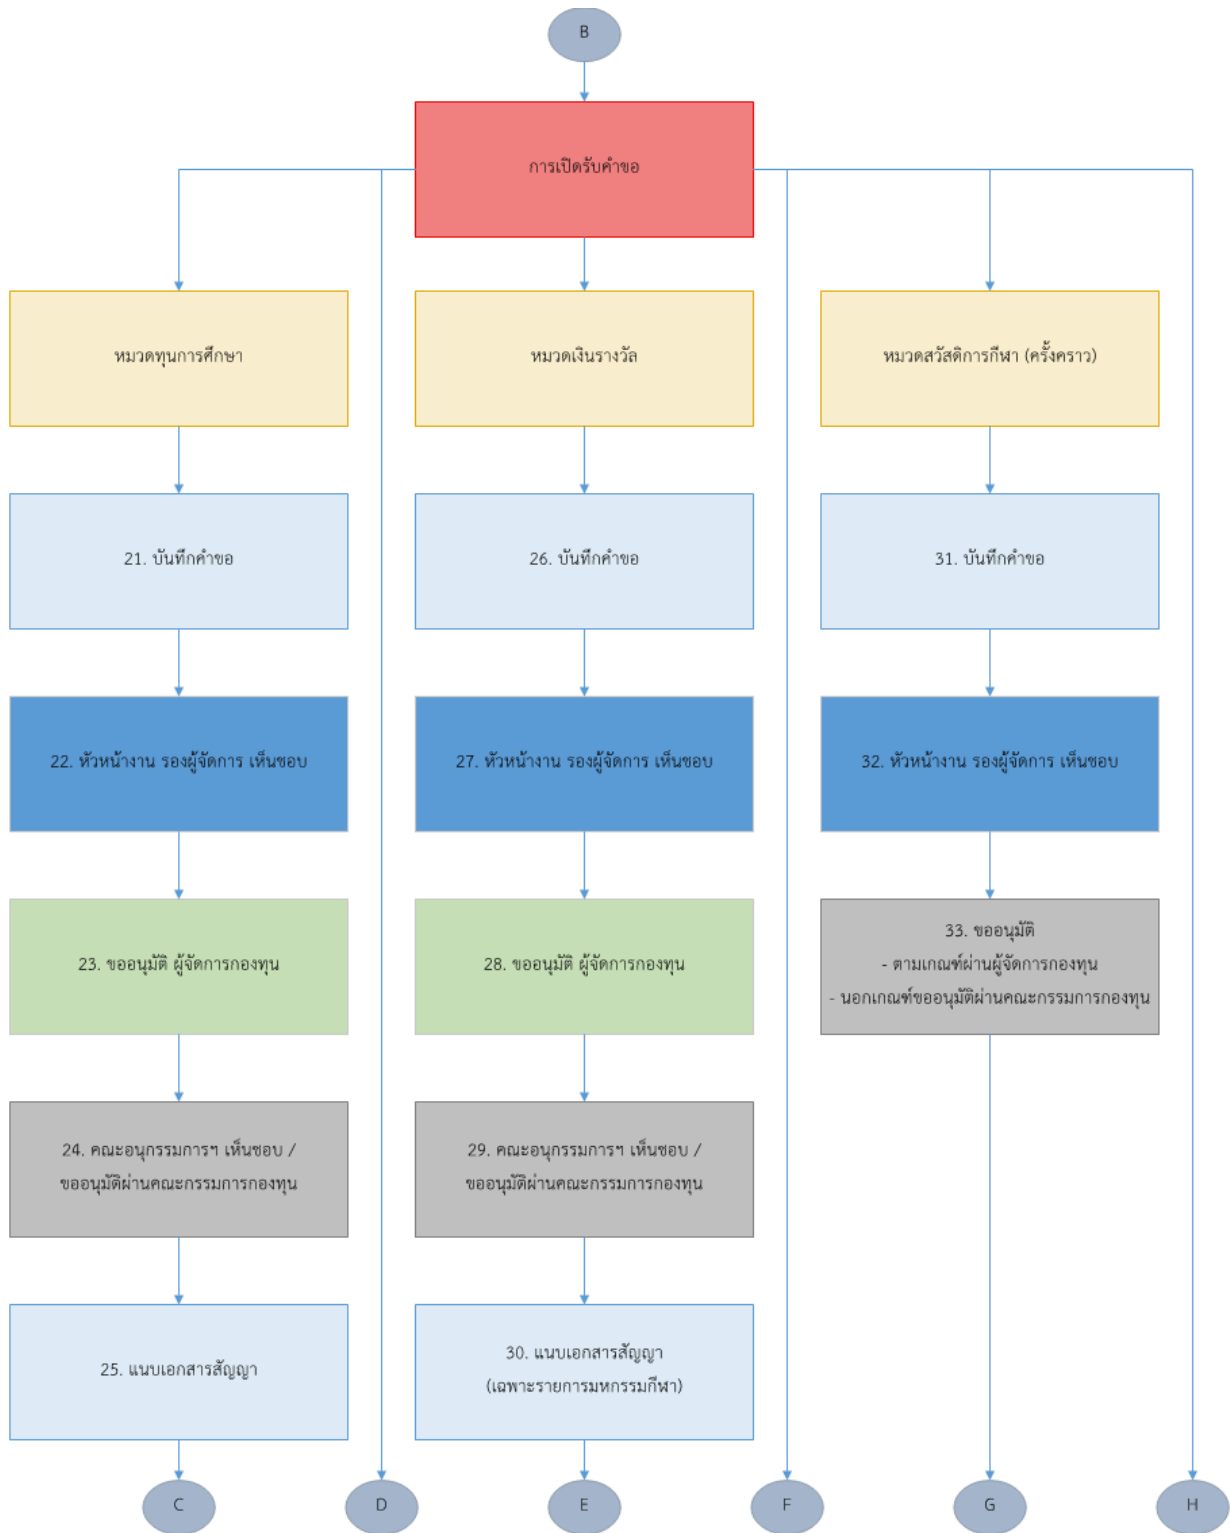 B
การเปิดรับคำขอ
หมวดทุนการศึกษา
หมวดเงินรางวัล
หมวดสวัสดิการกีฬา (ครั้งคราว)
21. บันทึกคำขอ
26. บันทึกคำขอ
31. บันทึกคำขอ
22. หัวหน้างาน รองผู้จัดการ เห็นชอบ
27. หัวหน้างาน รองผู้จัดการ เห็นชอบ
32. หัวหน้างาน รองผู้จัดการ เห็นชอบ
23. ขออนุมัติ ผู้จัดการกองทุน
28. ขออนุมัติ ผู้จัดการกองทุน
33. ขออนุมัติ
- ตามเกณฑ์ผ่านผู้จัดการกองทุน
- นอกเกณฑ์ขออนุมัติผ่านคณะกรรมการกองทุน
24. คณะอนุกรรมการฯ เห็นชอบ /
ขออนุมัติผ่านคณะกรรมการกองทุน
29. คณะอนุกรรมการฯ เห็นชอบ /
ขออนุมัติผ่านคณะกรรมการกองทุน
25. แนบเอกสารสัญญา
30. แนบเอกสารสัญญา
(เฉพาะรายการมหกรรมกีฬา)
C
D
E
F
G
H